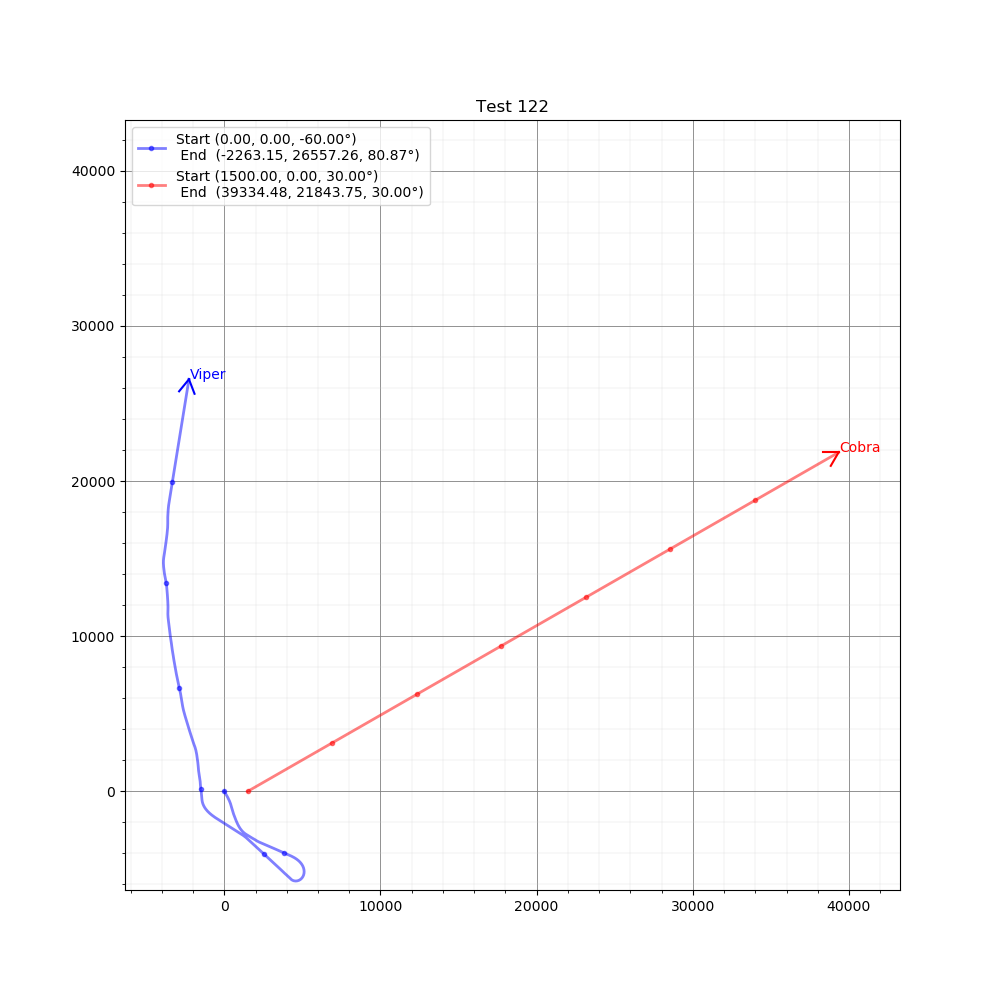 Test 122
Start (0.00, 0.00, -60.00°)
End (-2263.15, 26557.26, 80.87°)
Start (1500.00, 0.00, 30.00°)
End (39334.48, 21843.75, 30.00°)
40000
30000
20000
10000
0
Viper
Cobra
0
10000
20000
30000
40000